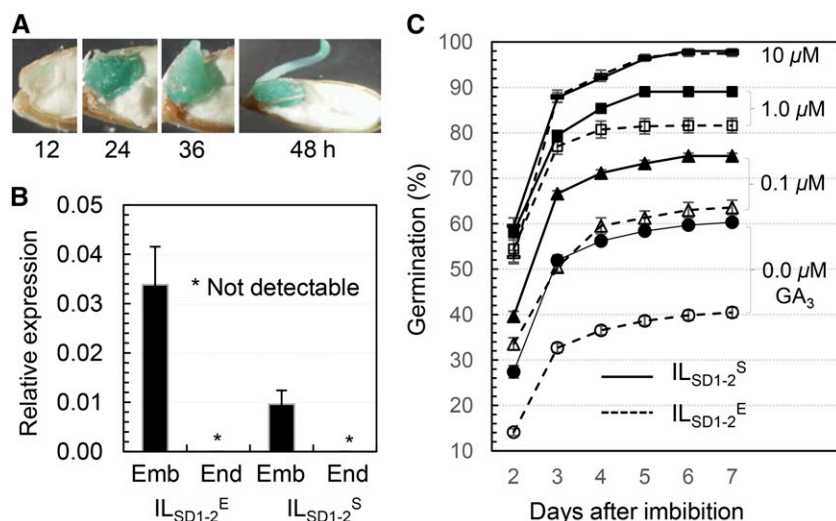 A
12 24 36 48 h
B
0.05
0.04
0.03
0.02
0.01
0.00
Relative expression
* Not detectable
* *
Emb End Emb End
IL_SD1-2^E IL_SD1-2^S
C
100
90
80
70
60
50
40
30
20
10
Germination (%)
10 µM
1.0 µM
0.1 µM
0.0 µM
GA₃
IL_SD1-2^S
IL_SD1-2^E
2 3 4 5 6 7
Days after imbibition